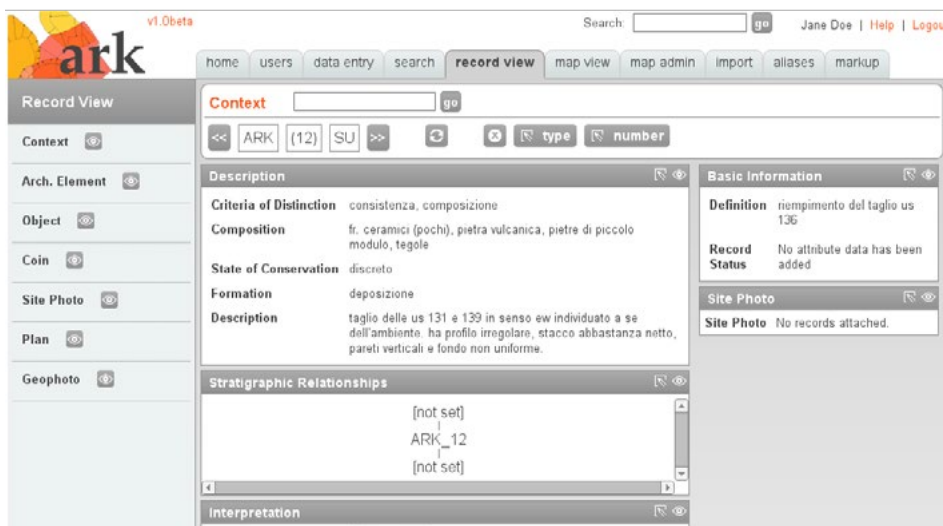 v1.0beta
ark
Search:
go
Jane Doe | Help | Logou
home
users
data entry
search
record view
map view
map admin
import
aliases
markup
Record View
Context
Arch. Element
Object
Coin
Site Photo
Plan
Geophoto
Context
go
<< ARK (12) SU >>
type
number
Description
Criteria of Distinction consistenza, composizione
Composition fr. ceramici (pochi), pietra vulcanica, pietre di piccolo
modulo, tegole
State of Conservation discreto
Formation deposizione
Description taglio delle us 131 e 139 in senso ew individuato a se
dell'ambiente. ha profilo irregolare, stacco abbastanza netto,
pareti verticali e fondo non uniforme.
Stratigraphic Relationships
[not set]
ARK_12
[not set]
Interpretation
Basic Information
Definition riempimento del taglio us
136
Record No attribute data has been
Status added
Site Photo
Site Photo No records attached.